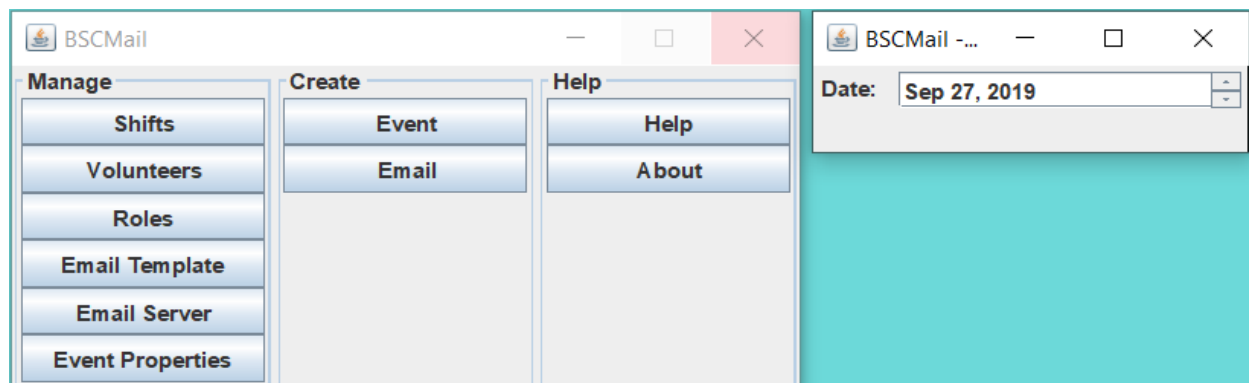 BSCMail
Manage
Shifts
Volunteers
Roles
Email Template
Email Server
Event Properties
Create
Event
Email
Help
Help
About
BSCMail -...
Date: Sep 27, 2019